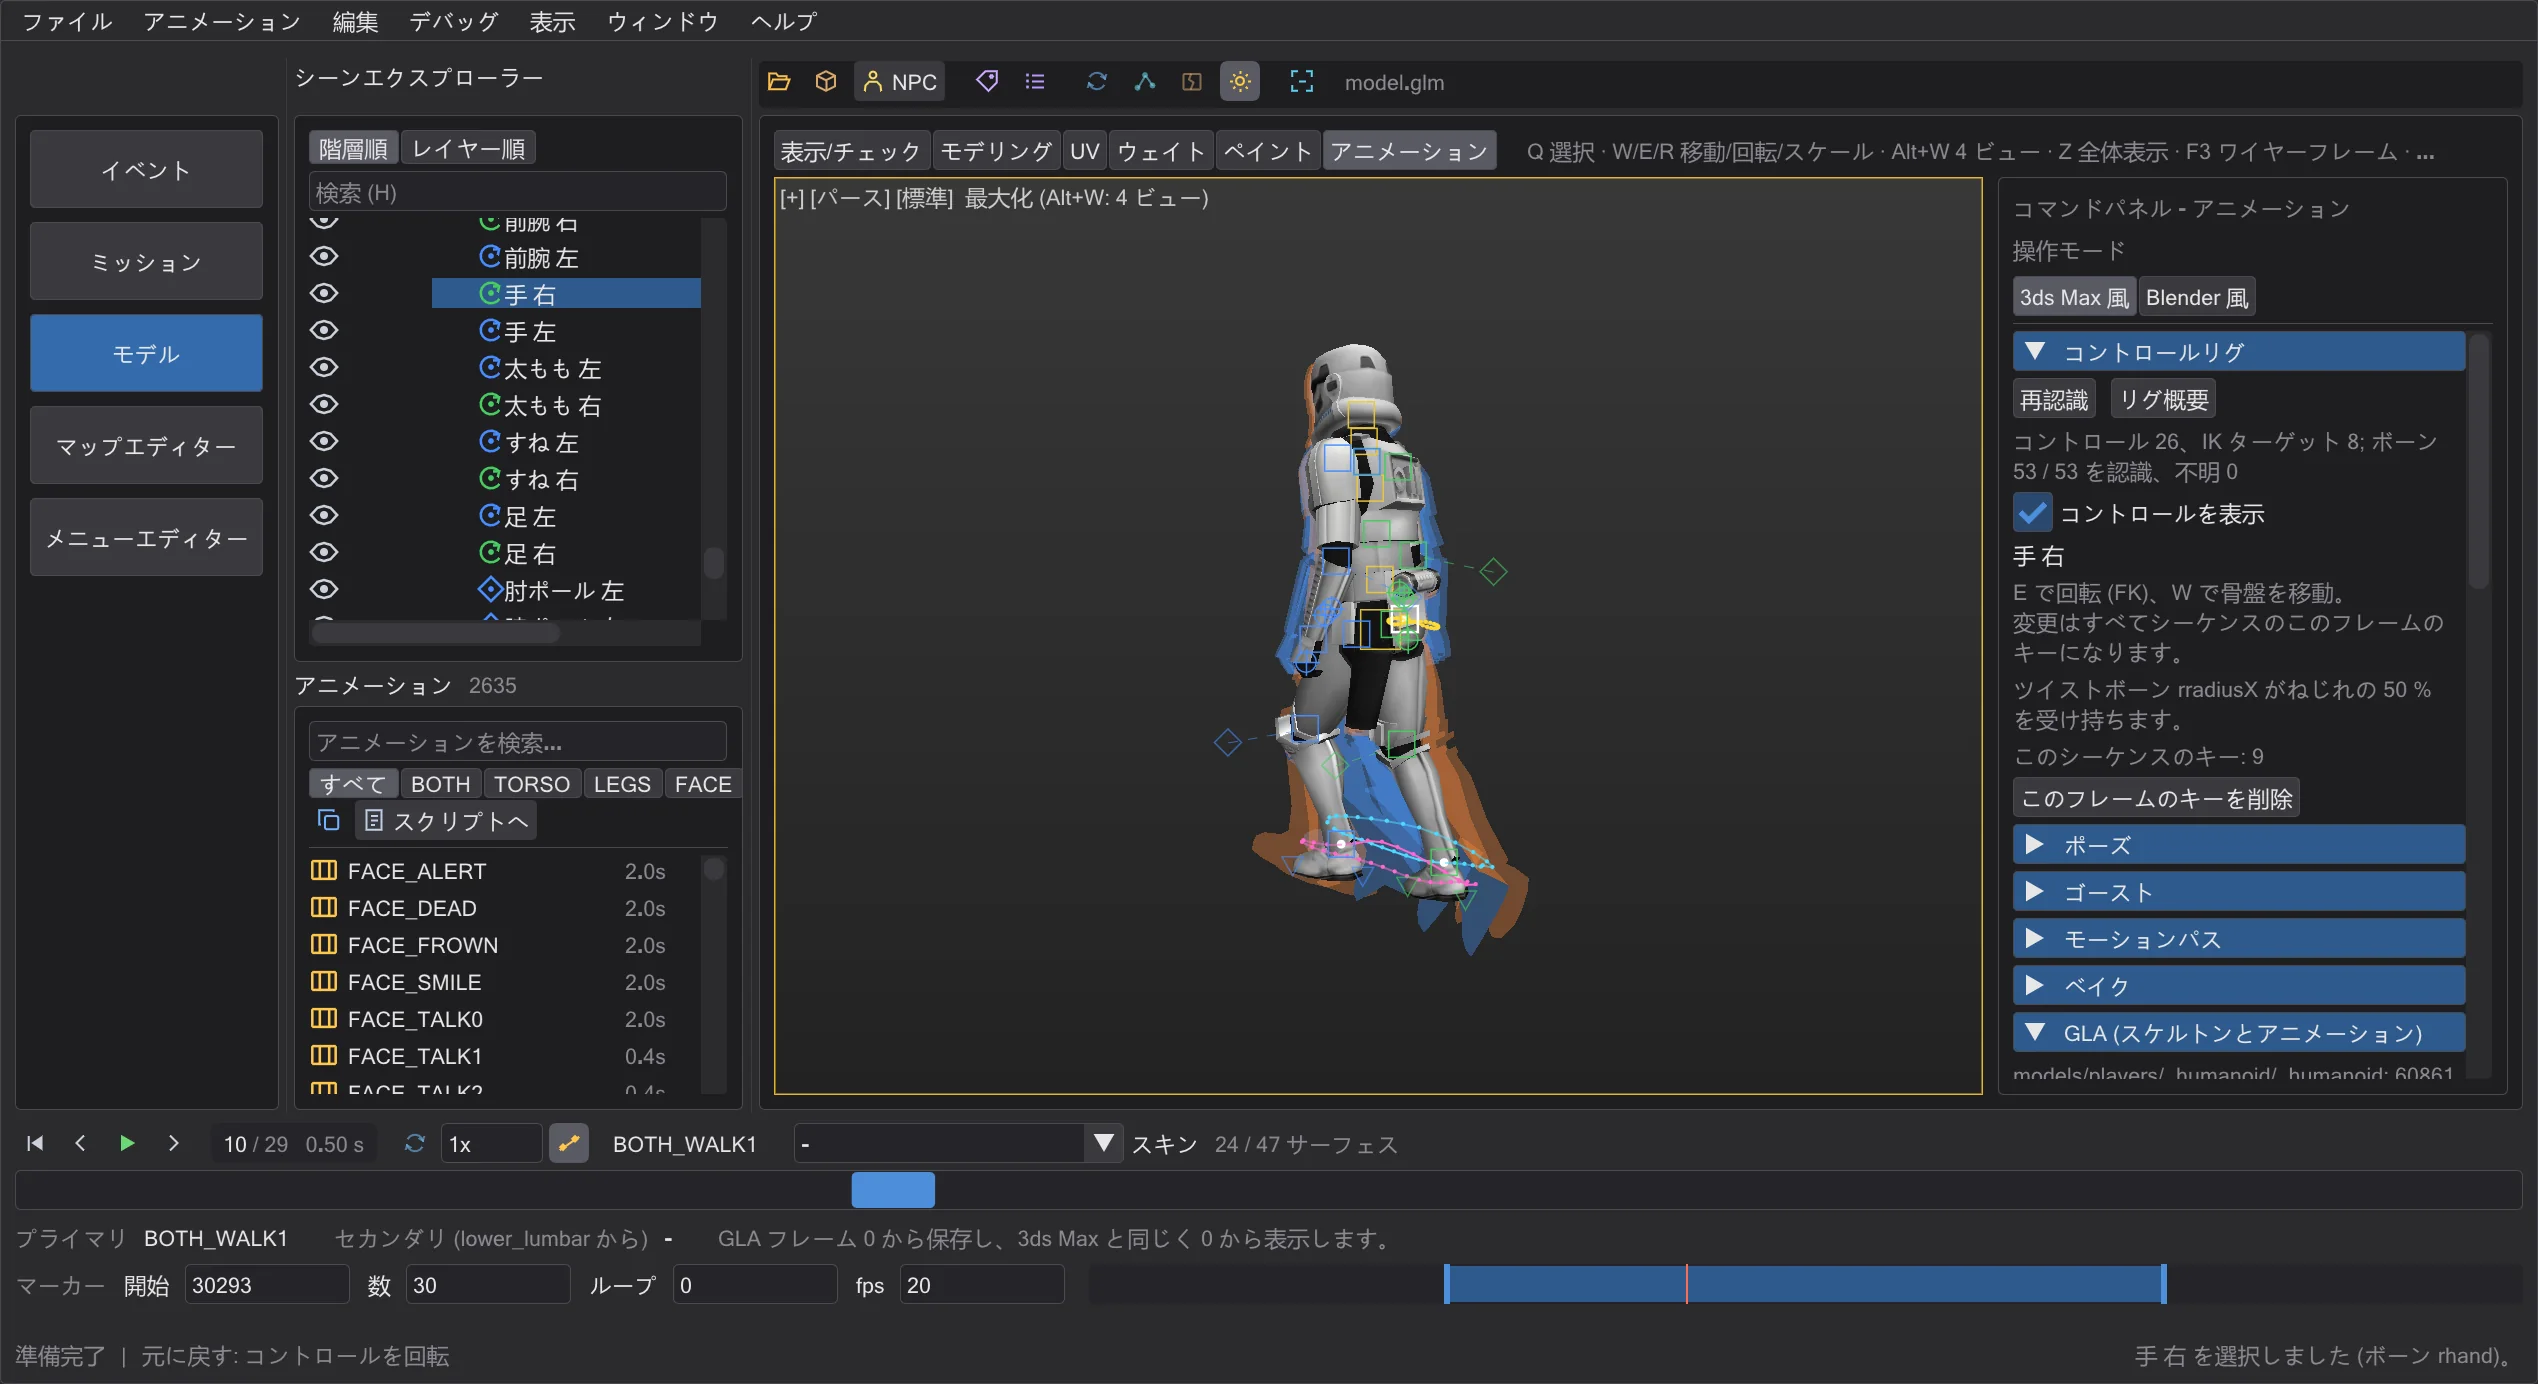 ファイル アニメーション 編集 デバッグ 表示 ウィンドウ ヘルプ
シーンエクスプローラー
NPC
model.glm
イベント
ミッション
モデル
マップエディター
メニューエディター
階層順 レイヤー順
検索 (H)
前腕 右
前腕 左
手 右
手 左
太もも 左
太もも 右
すね 左
すね 右
足 左
足 右
肘ポール 左
アニメーション 2635
アニメーションを検索...
すべて BOTH TORSO LEGS FACE
スクリプトへ
FACE_ALERT 2.0s
FACE_DEAD 2.0s
FACE_FROWN 2.0s
FACE_SMILE 2.0s
FACE_TALK0 2.0s
FACE_TALK1 0.4s
FACE_TALK2 0.4s
表示/チェック モデリング UV ウェイト ペイント アニメーション
Q 選択 · W/E/R 移動/回転/スケール · Alt+W 4 ビュー · Z 全体表示 · F3 ワイヤーフレーム · ...
[+] [パース] [標準] 最大化 (Alt+W: 4 ビュー)
コマンドパネル - アニメーション
操作モード
3ds Max 風 Blender 風
コントロールリグ
再認識 リグ概要
コントロール 26、IK ターゲット 8; ボーン
53 / 53 を認識、不明 0
コントロールを表示
手 右
E で回転 (FK)、W で骨盤を移動。
変更はすべてシーケンスのこのフレームの
キーになります。
ツイストボーン rradiusX がねじれの 50 %
を受け持ちます。
このシーケンスのキー: 9
このフレームのキーを削除
ポーズ
ゴースト
モーションパス
ベイク
GLA (スケルトンとアニメーション)
models/players/_humanoid/_humanoid: 60861
10 / 29 0.50 s
1x
BOTH_WALK1
-
スキン 24 / 47 サーフェス
プライマリ BOTH_WALK1 セカンダリ (lower_lumbar から) - GLA フレーム 0 から保存し、3ds Max と同じく 0 から表示します。
マーカー 開始 30293 数 30 ループ 0 fps 20
準備完了 | 元に戻す: コントロールを回転
手 右 を選択しました (ボーン rhand)。